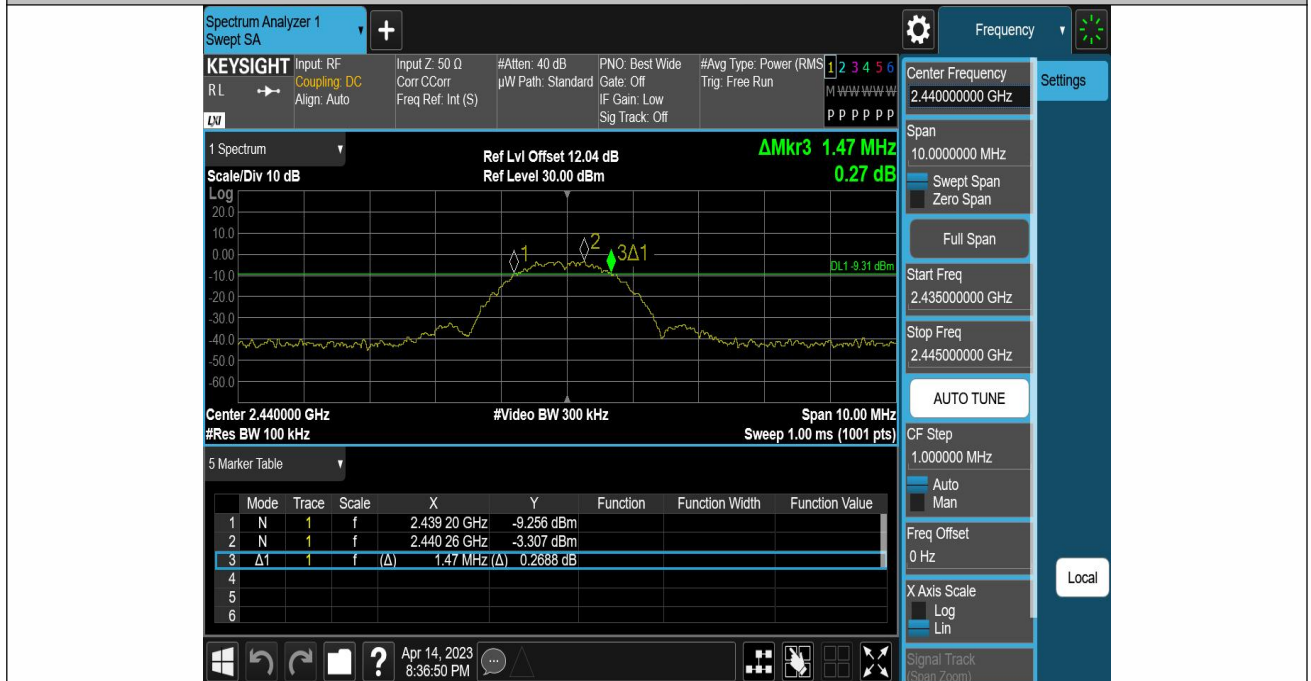 Spectrum Analyzer 1
Swept SA
+
Frequency
KEYSIGHT
RL
LXI
Input: RF
Coupling: DC
Align: Auto
Input Z: 50 Ω
Corr CCorr
Freq Ref: Int (S)
#Atten: 40 dB
µW Path: Standard
PNO: Best Wide
Gate: Off
IF Gain: Low
Sig Track: Off
#Avg Type: Power (RMS
Trig: Free Run
1 2 3 4 5 6
M W W W W W
P P P P P P
Center Frequency
2.440000000 GHz
Settings
Span
10.0000000 MHz
Swept Span
Zero Span
Full Span
Start Freq
2.435000000 GHz
Stop Freq
2.445000000 GHz
AUTO TUNE
CF Step
1.000000 MHz
Auto
Man
Freq Offset
0 Hz
X Axis Scale
Log
Lin
Signal Track
(Span Zoom)
Local
1 Spectrum
Scale/Div 10 dB
Ref Lvl Offset 12.04 dB
Ref Level 30.00 dBm
ΔMkr3 1.47 MHz
0.27 dB
Log
20.0
10.0
0.00
-10.0
-20.0
-30.0
-40.0
-50.0
-60.0
1
2
3Δ1
DL1 -9.31 dBm
Center 2.440000 GHz
#Video BW 300 kHz
Span 10.00 MHz
#Res BW 100 kHz
Sweep 1.00 ms (1001 pts)
5 Marker Table
Mode Trace Scale X Y Function Function Width Function Value
1 N 1 f 2.439 20 GHz -9.256 dBm
2 N 1 f 2.440 26 GHz -3.307 dBm
3 Δ1 1 f (Δ) 1.47 MHz (Δ) 0.2688 dB
4
5
6
?
Apr 14, 2023
8:36:50 PM